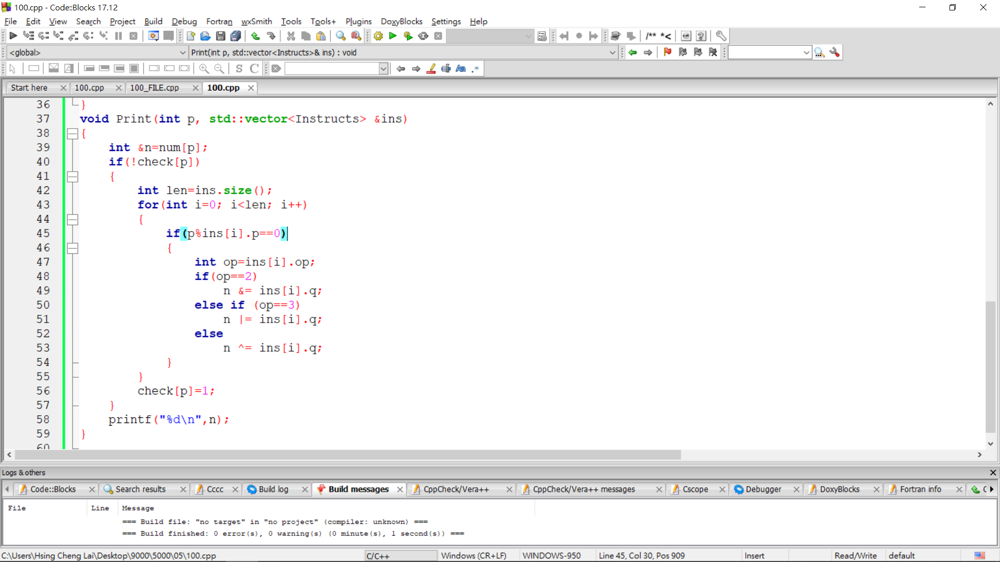 100.cpp - Code::Blocks 17.12
File Edit View Search Project Build Debug Fortran wxSmith Tools Tools+ Plugins DoxyBlocks Settings Help
/** *<
<global> Print(int p, std::vector<Instructs>& ins) : void
S C Aa .*
Start here 100.cpp 100_FILE.cpp 100.cpp
36 }
37 void Print(int p, std::vector<Instructs> &ins)
38 {
39 int &n=num[p];
40 if(!check[p])
41 {
42 int len=ins.size();
43 for(int i=0; i<len; i++)
44 {
45 if(p%ins[i].p==0)
46 {
47 int op=ins[i].op;
48 if(op==2)
49 n &= ins[i].q;
50 else if (op==3)
51 n |= ins[i].q;
52 else
53 n ^= ins[i].q;
54 }
55 }
56 check[p]=1;
57 }
58 printf("%d\n",n);
59 }
60
Logs & others
Code::Blocks Search results Cccc Build log Build messages CppCheck/Vera++ CppCheck/Vera++ messages Cscope Debugger DoxyBlocks Fortran info
File Line Message
=== Build file: "no target" in "no project" (compiler: unknown) ===
=== Build finished: 0 error(s), 0 warning(s) (0 minute(s), 1 second(s)) ===
C:\Users\Hsing Cheng Lai\Desktop\9000\5000\05\100.cpp C/C++ Windows (CR+LF) WINDOWS-950 Line 45, Col 30, Pos 909 Insert Read/Write default